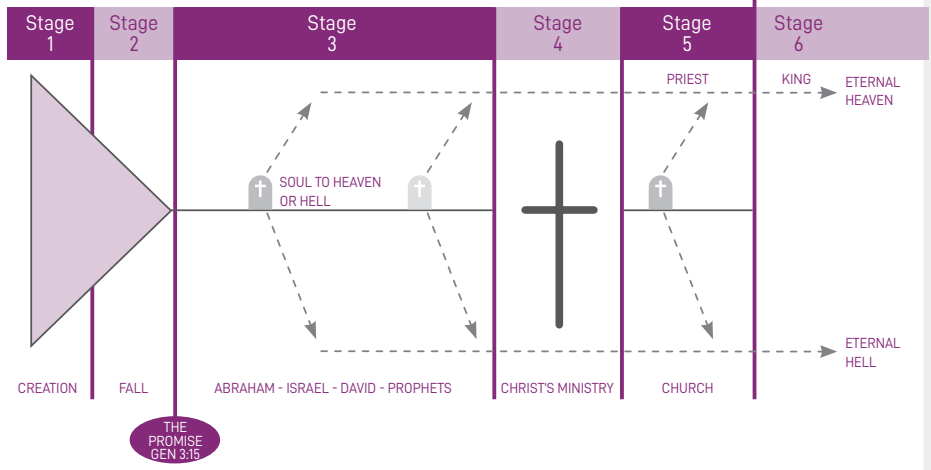 Stage
1
Stage
2
Stage
3
Stage
4
Stage
5
Stage
6
PRIEST
KING
ETERNAL
HEAVEN
SOUL TO HEAVEN
OR HELL
ETERNAL
HELL
CREATION
FALL
ABRAHAM - ISRAEL - DAVID - PROPHETS
CHRIST'S MINISTRY
CHURCH
THE
PROMISE
GEN 3:15